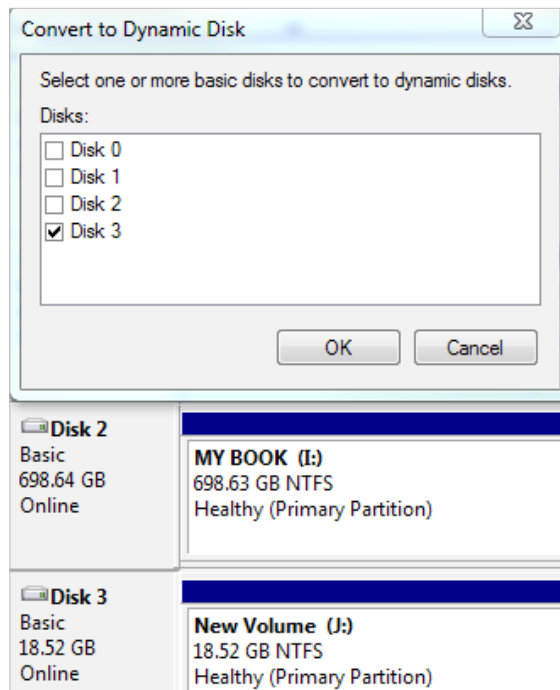 Convert to Dynamic Disk
Select one or more basic disks to convert to dynamic disks.
Disks:
Disk 0
Disk 1
Disk 2
Disk 3
OK Cancel
Disk 2
Basic
698.64 GB
Online
MY BOOK (I:)
698.63 GB NTFS
Healthy (Primary Partition)
Disk 3
Basic
18.52 GB
Online
New Volume (J:)
18.52 GB NTFS
Healthy (Primary Partition)